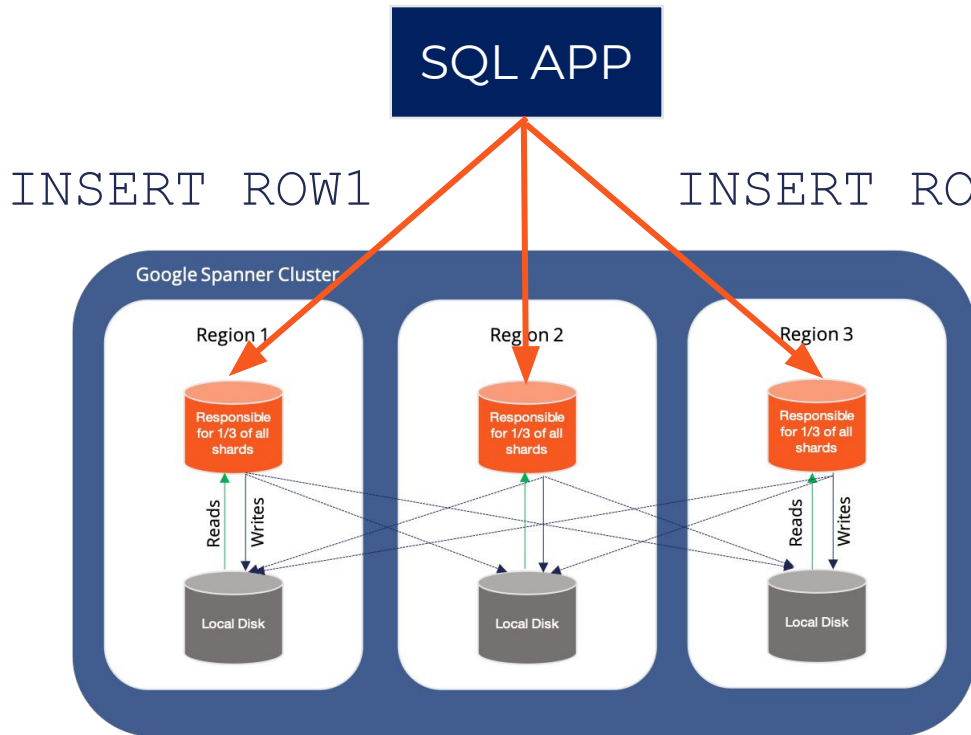 SQL APP
INSERT ROW1
INSERT RO
Google Spanner Cluster
Region 1
Region 2
Region 3
Responsible
for 1/3 of all
shards
Responsible
for 1/3 of all
shards
Responsible
for 1/3 of all
shards
Reads
Writes
Reads
Writes
Local Disk
Local Disk
Local Disk